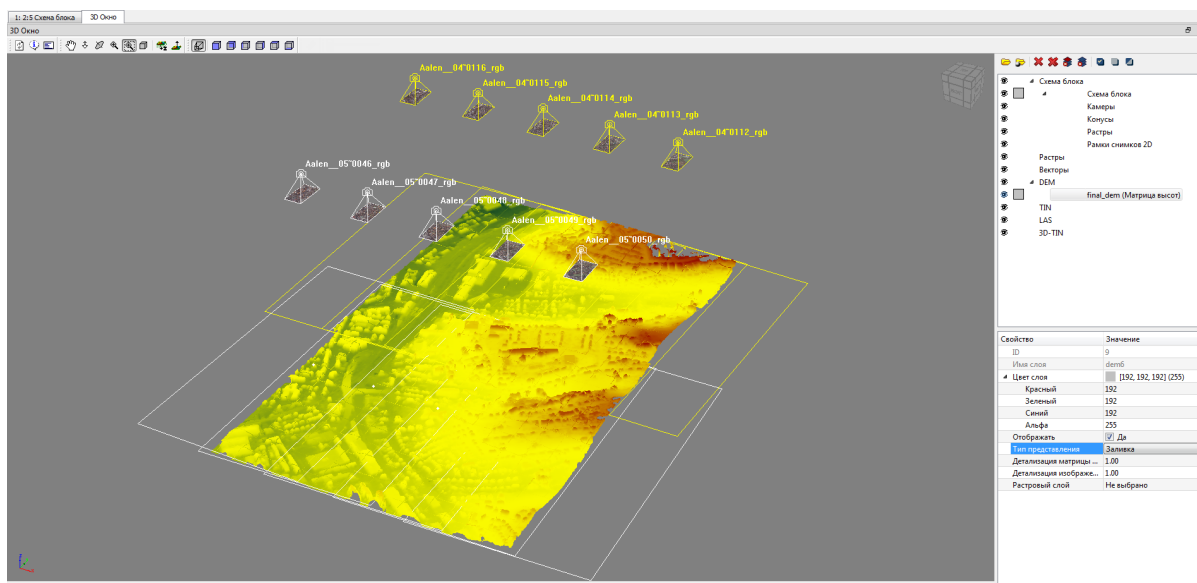 1: 2:5 Схема блока 3D Окно
3D Окно
Aalen__04~0116_rgb
Aalen__04~0115_rgb
Aalen__04~0114_rgb
Aalen__04~0113_rgb
Aalen__04~0112_rgb
Aalen__05~0046_rgb
Aalen__05~0047_rgb
Aalen__05~0048_rgb
Aalen__05~0049_rgb
Aalen__05~0050_rgb
Схема блока
Схема блока
Камеры
Конусы
Растры
Рамки снимков 2D
Растры
Векторы
DEM
final_dem (Матрица высот)
TIN
LAS
3D-TIN
Свойство Значение
ID 9
Имя слоя dem6
Цвет слоя [192, 192, 192] (255)
Красный 192
Зеленый 192
Синий 192
Альфа 255
Отображать Да
Тип представления Заливка
Детализация матрицы ... 1.00
Детализация изображе... 1.00
Растровый слой Не выбрано